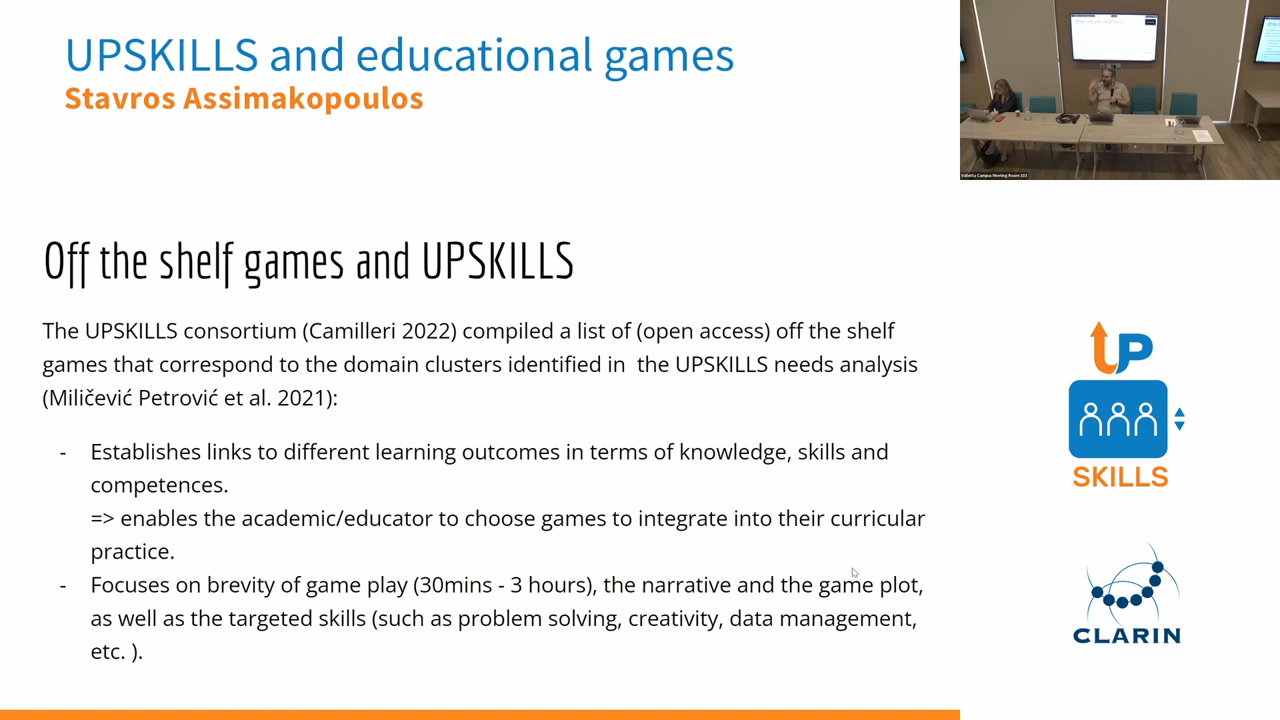 UPSKILLS and educational games
Stavros Assimakopoulos
Off the shelf games and UPSKILLS
The UPSKILLS consortium (Camilleri 2022) compiled a list of (open access) off the shelf
games that correspond to the domain clusters identified in the UPSKILLS needs analysis
(Miličević Petrović et al. 2021):
- Establishes links to different learning outcomes in terms of knowledge, skills and
competences.
=> enables the academic/educator to choose games to integrate into their curricular
practice.
- Focuses on brevity of game play (30mins - 3 hours), the narrative and the game plot,
as well as the targeted skills (such as problem solving, creativity, data management,
etc. ).
Valletta Campus Meeting Room 103
UP
SKILLS
CLARIN